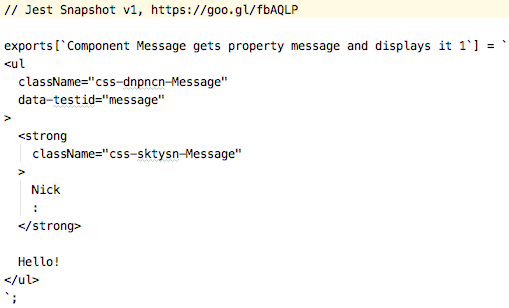 // Jest Snapshot v1, https://goo.gl/fbAQLP

exports[`Component Message gets property message and displays it 1`] = `
<ul
  className="css-dnpncn-Message"
  data-testid="message"
>
  <strong
    className="css-sktysn-Message"
  >
    Nick
    :
  </strong>

  Hello!
</ul>
`;